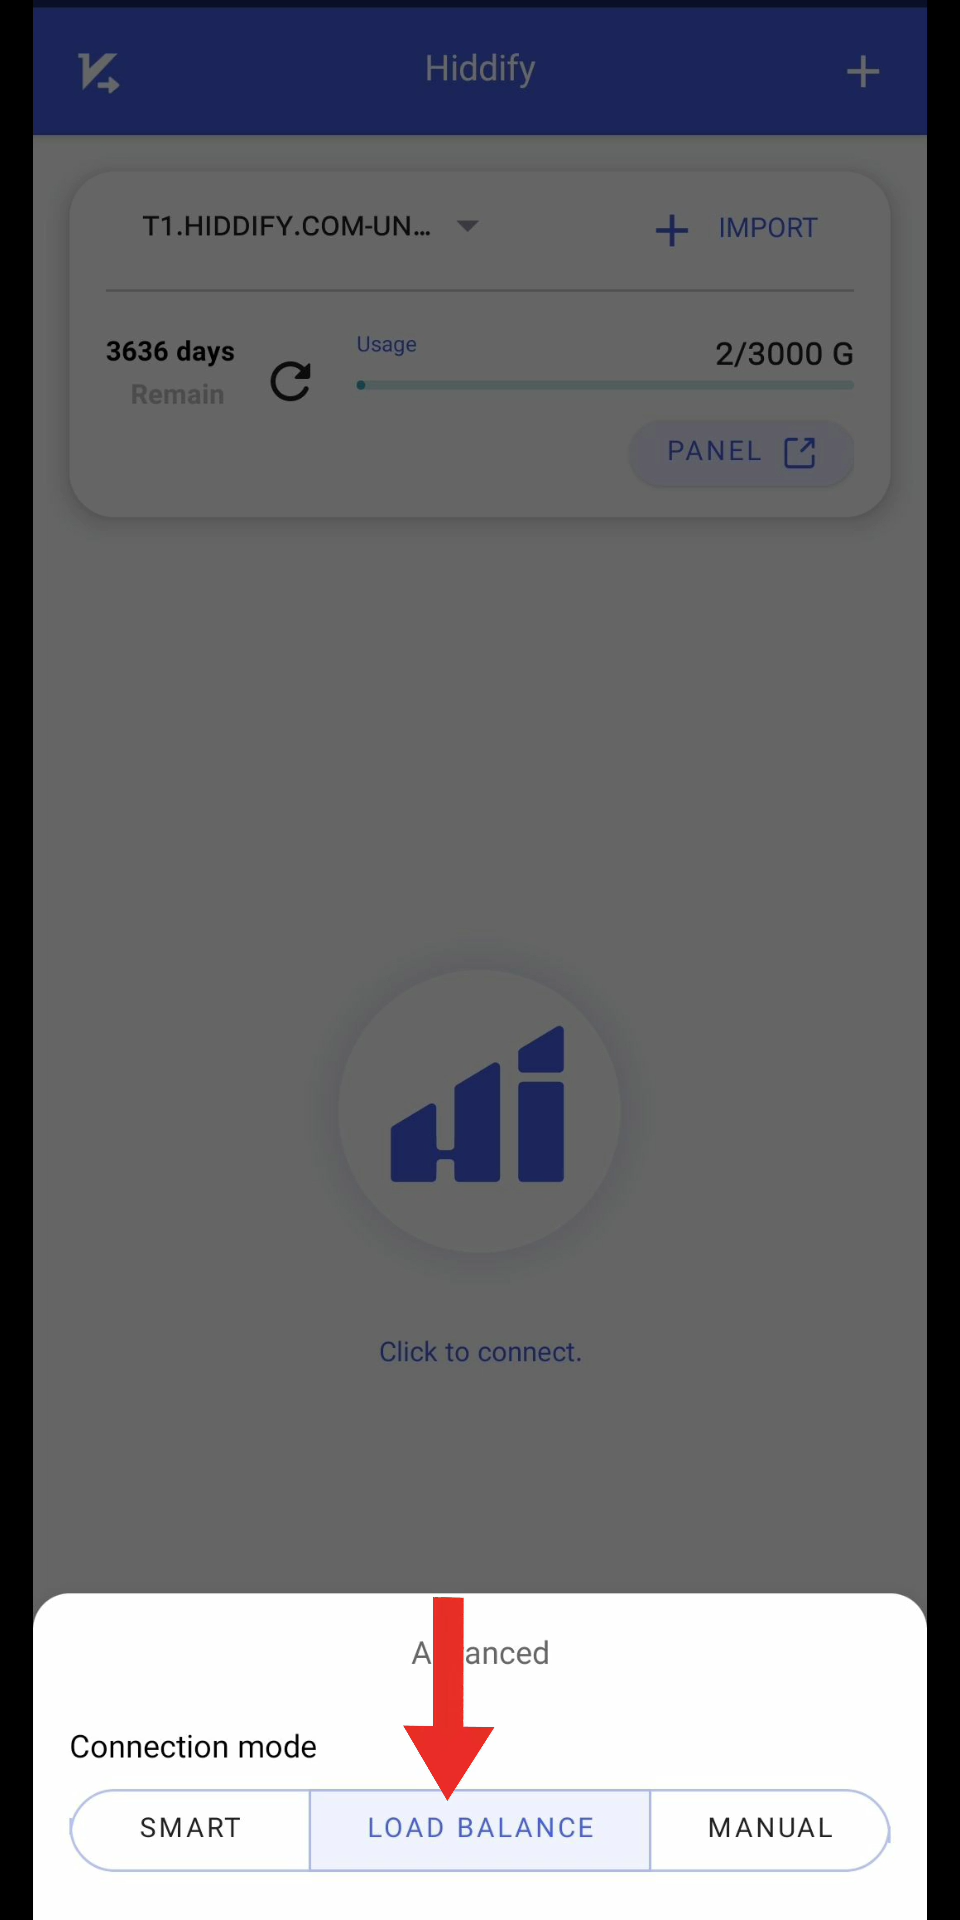 Hiddify
T1.HIDDIFY.COM-UN...
IMPORT
3636 days
Remain
Usage
2/3000 G
PANEL
Click to connect.
A anced
Connection mode
SMART
LOAD BALANCE
MANUAL